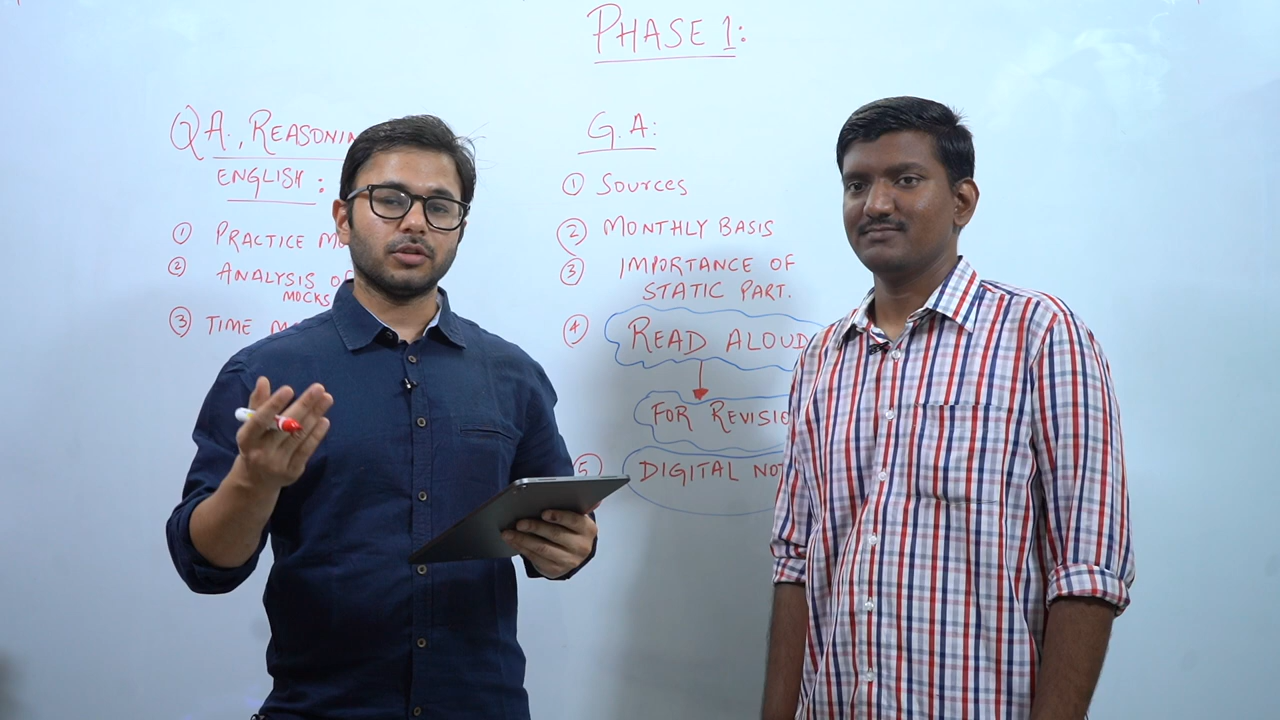 PHASE 1:
QA, REASONIN
ENGLISH :
① PRACTICE MO
② ANALYSIS OF
MOCKS
③ TIME M
G.A:
① Sources
② MONTHLY BASIS
③ IMPORTANCE OF
STATIC PART.
④ READ ALOUD
FOR REVISIO
⑤ DIGITAL NOT